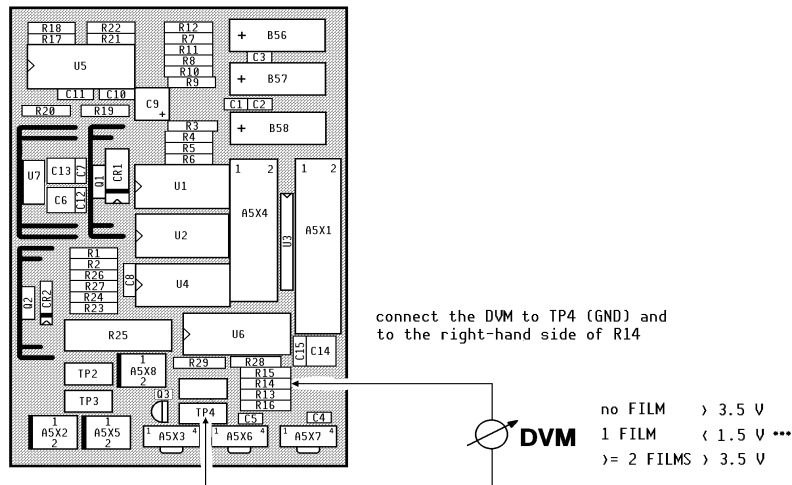 R18 R22 R12
R17 R21 R7
+ B56
R11
C3
U5 R8
R10
R9
+ B57
C11 C10
C9 +
C1 C2
R20 R19
R3
+ B58
R4
R5
R6
U7 C13 C7 Q1 CR1
U1
1 2
1 2
C6 C12
A5X4
A5X1
U2
U3
R1
R2
R26
R27
R24
R23
Q2 CR2 C8
U4
R25
U6
C15 C14
R29 R28
1 A5X8 2
TP2
R15
R14
R13
R16
Q3
TP3
TP4
C5 C4
1 A5X2 2
1 A5X5 2
1 A5X3 4
1 A5X6 4
1 A5X7 4
connect the DVM to TP4 (GND) and
to the right-hand side of R14
DVM
no FILM > 3.5 V
1 FILM < 1.5 V •••
>= 2 FILMS > 3.5 V